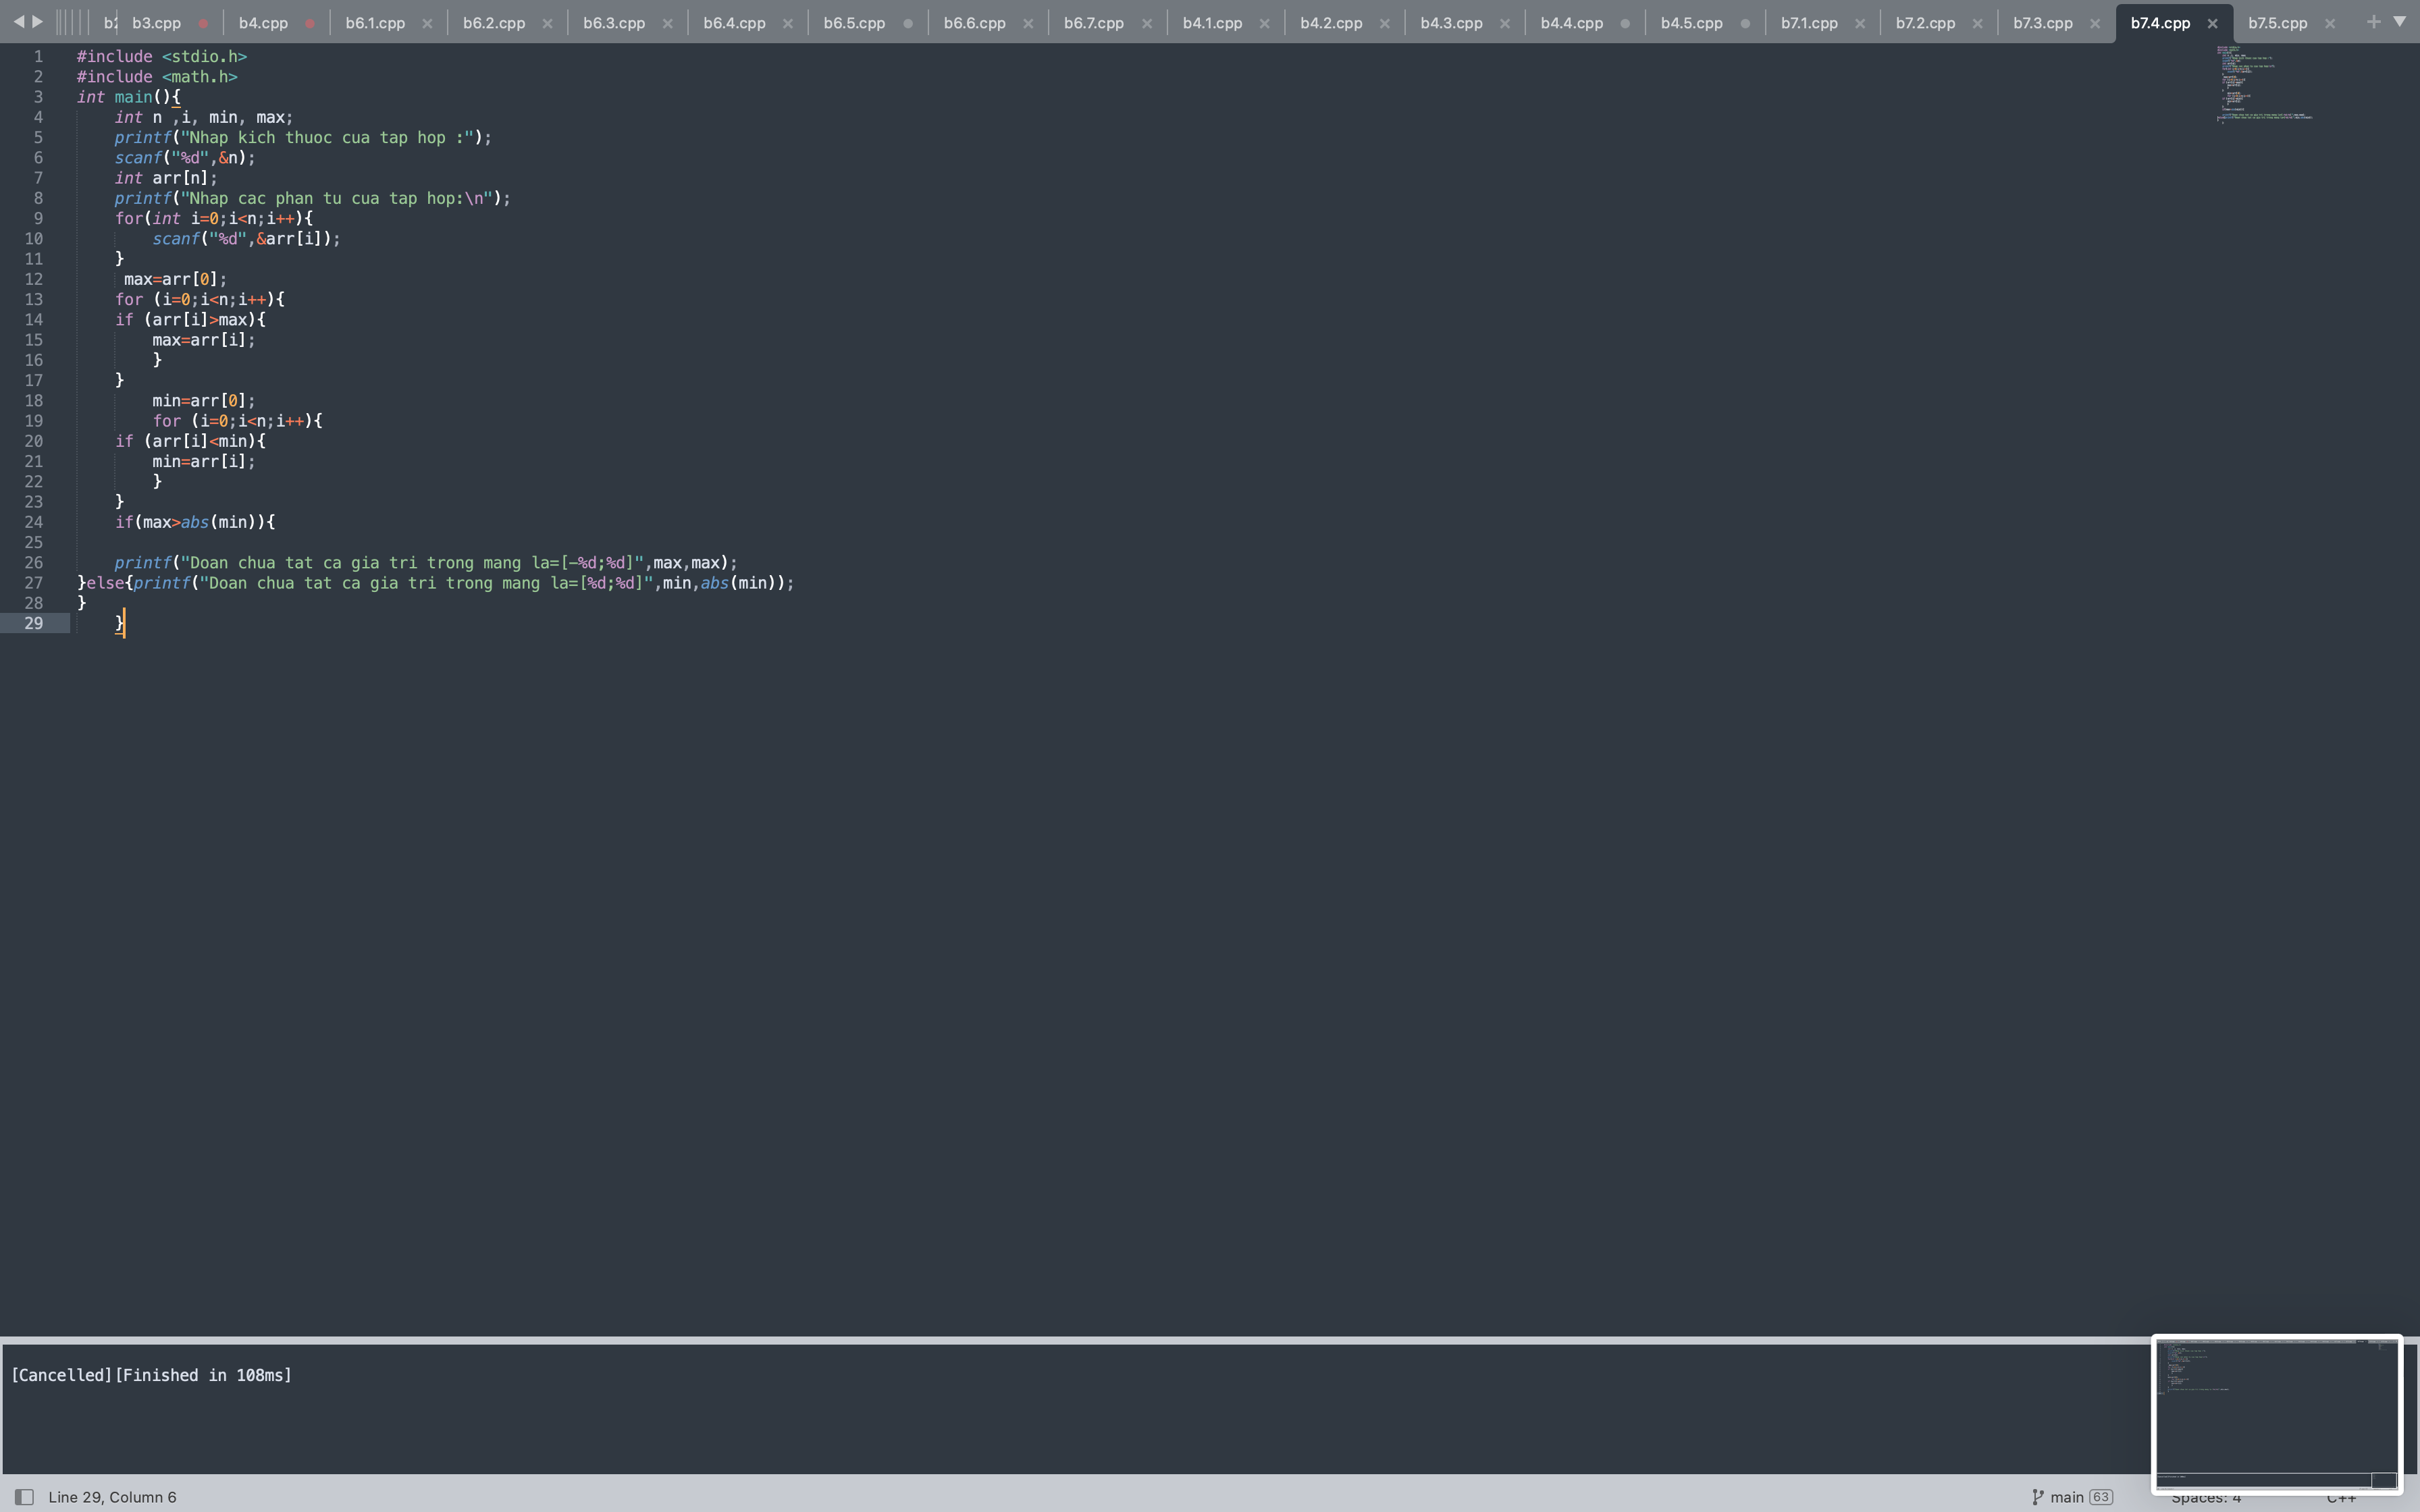 b3.cpp b4.cpp b6.1.cpp b6.2.cpp b6.3.cpp b6.4.cpp b6.5.cpp b6.6.cpp b6.7.cpp b4.1.cpp b4.2.cpp b4.3.cpp b4.4.cpp b4.5.cpp b7.1.cpp b7.2.cpp b7.3.cpp b7.4.cpp b7.5.cpp
1 #include <stdio.h>
2 #include <math.h>
3 int main(){
4 int n ,i, min, max;
5 printf("Nhap kich thuoc cua tap hop :");
6 scanf("%d",&n);
7 int arr[n];
8 printf("Nhap cac phan tu cua tap hop:\n");
9 for(int i=0;i<n;i++){
10 scanf("%d",&arr[i]);
11 }
12 max=arr[0];
13 for (i=0;i<n;i++){
14 if (arr[i]>max){
15 max=arr[i];
16 }
17 }
18 min=arr[0];
19 for (i=0;i<n;i++){
20 if (arr[i]<min){
21 min=arr[i];
22 }
23 }
24 if(max>abs(min)){
25
26 printf("Doan chua tat ca gia tri trong mang la=[-%d;%d]",max,max);
27 }else{printf("Doan chua tat ca gia tri trong mang la=[%d;%d]",min,abs(min));
28 }
29 }
[Cancelled][Finished in 108ms]
Line 29, Column 6 main 63 Spaces: 4 C++